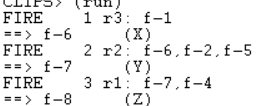 CLIPS> (run)
FIRE 1 r3: f-1
==> f-6 (X)
FIRE 2 r2: f-6,f-2,f-5
==> f-7 (Y)
FIRE 3 r1: f-7,f-4
==> f-8 (Z)